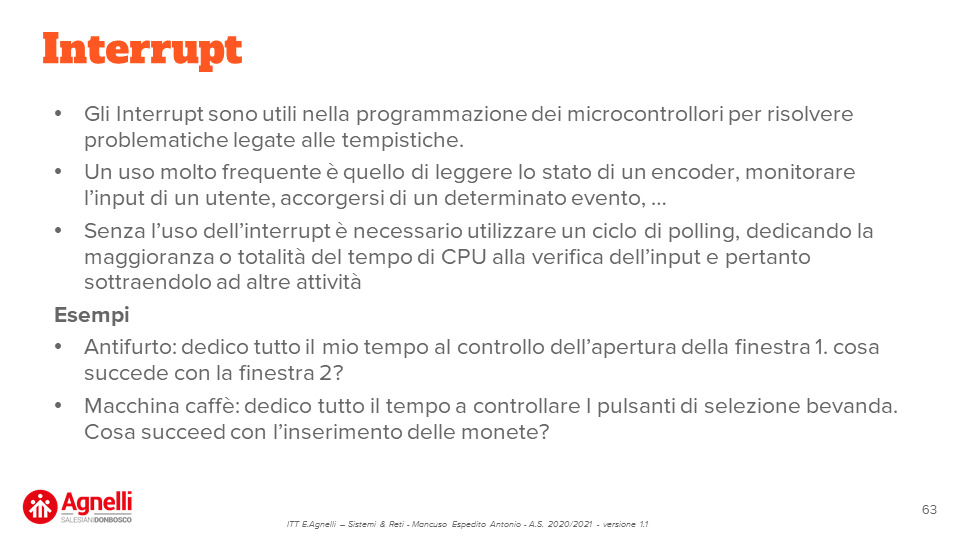 Interrupt
• Gli Interrupt sono utili nella programmazione dei microcontrollori per risolvere
problematiche legate alle tempistiche.
• Un uso molto frequente è quello di leggere lo stato di un encoder, monitorare
l'input di un utente, accorgersi di un determinato evento, ...
• Senza l'uso dell'interrupt è necessario utilizzare un ciclo di polling, dedicando la
maggioranza o totalità del tempo di CPU alla verifica dell'input e pertanto
sottraendolo ad altre attività
Esempi
• Antifurto: dedico tutto il mio tempo al controllo dell'apertura della finestra 1. cosa
succede con la finestra 2?
• Macchina caffè: dedico tutto il tempo a controllare I pulsanti di selezione bevanda.
Cosa succeed con l'inserimento delle monete?
Agnelli
SALESIANI DONBOSCO
ITT E.Agnelli – Sistemi & Reti - Mancuso Espedito Antonio - A.S. 2020/2021 - versione 1.1
63